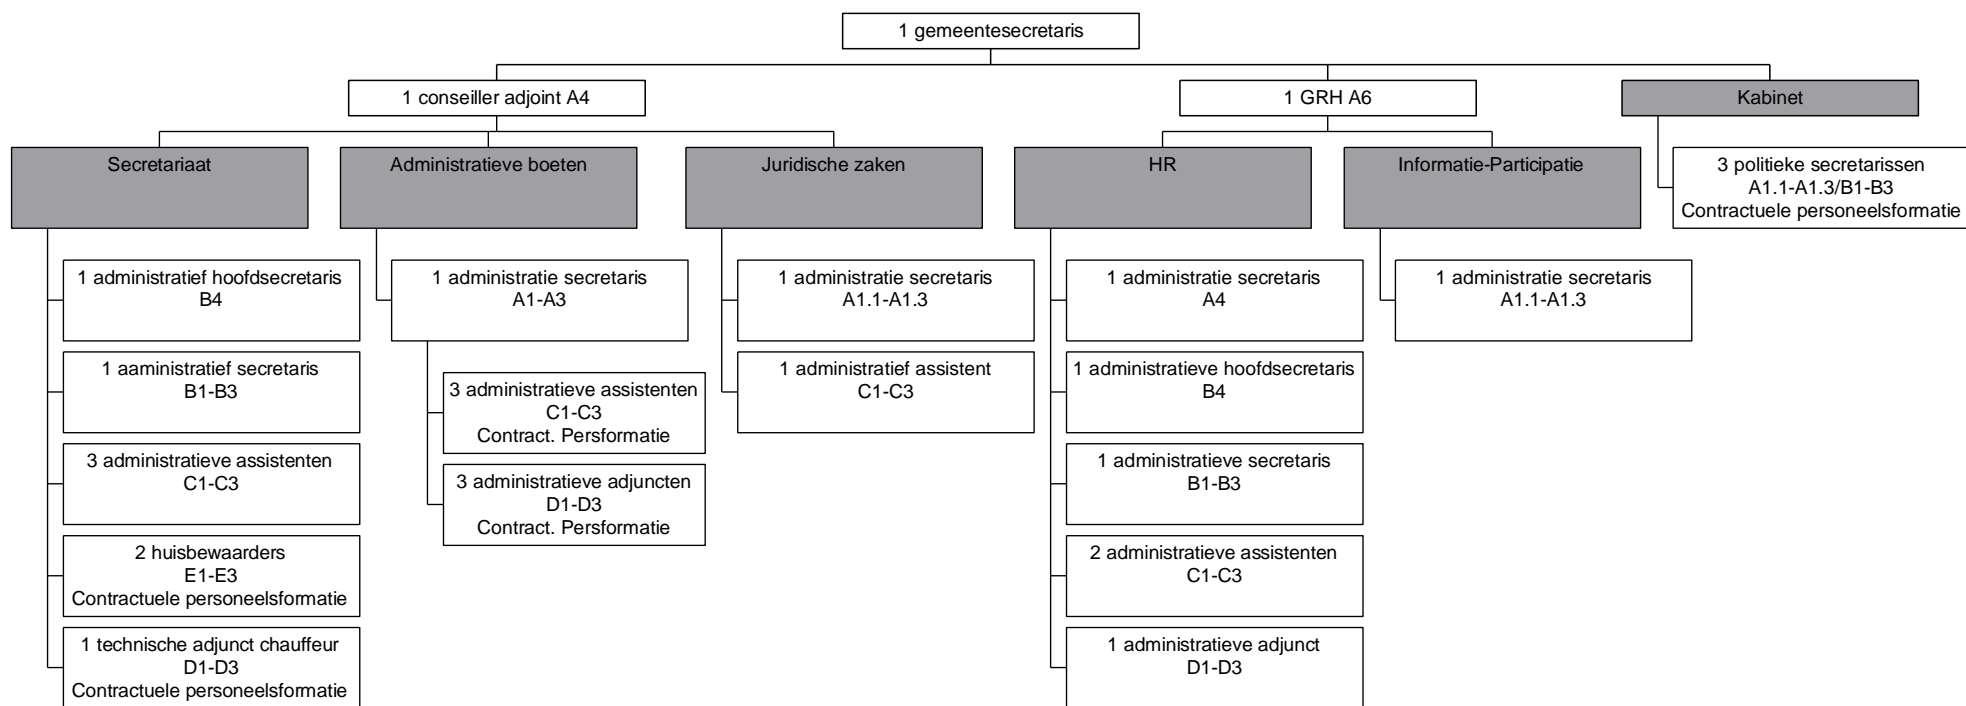 1 gemeentesecretaris
1 conseiller adjoint A4
1 GRH A6
Kabinet
Secretariaat
Administratieve boeten
Juridische zaken
HR
Informatie-Participatie
3 politieke secretarissen
A1.1-A1.3/B1-B3
Contractuele personeelsformatie
1 administratief hoofdsecretaris
B4
1 aaministratief secretaris
B1-B3
3 administratieve assistenten
C1-C3
2 huisbewaarders
E1-E3
Contractuele personeelsformatie
1 technische adjunct chauffeur
D1-D3
Contractuele personeelsformatie
1 administratie secretaris
A1-A3
3 administratieve assistenten
C1-C3
Contract. Persformatie
3 administratieve adjuncten
D1-D3
Contract. Persformatie
1 administratie secretaris
A1.1-A1.3
1 administratief assistent
C1-C3
1 administratie secretaris
A4
1 administratieve hoofdsecretaris
B4
1 administratieve secretaris
B1-B3
2 administratieve assistenten
C1-C3
1 administratieve adjunct
D1-D3
1 administratie secretaris
A1.1-A1.3